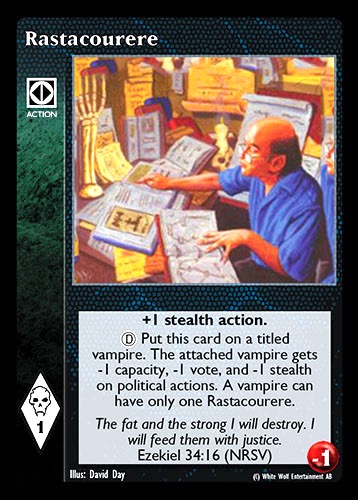 Rastacourere
ACTION
+1 stealth action.
Ⓓ Put this card on a titled
vampire. The attached vampire gets
-1 capacity, -1 vote, and -1 stealth
on political actions. A vampire can
have only one Rastacourere.
The fat and the strong I will destroy. I
will feed them with justice.
Ezekiel 34:16 (NRSV)
1
-1
Illus: David Day
(C) White Wolf Entertainment AB